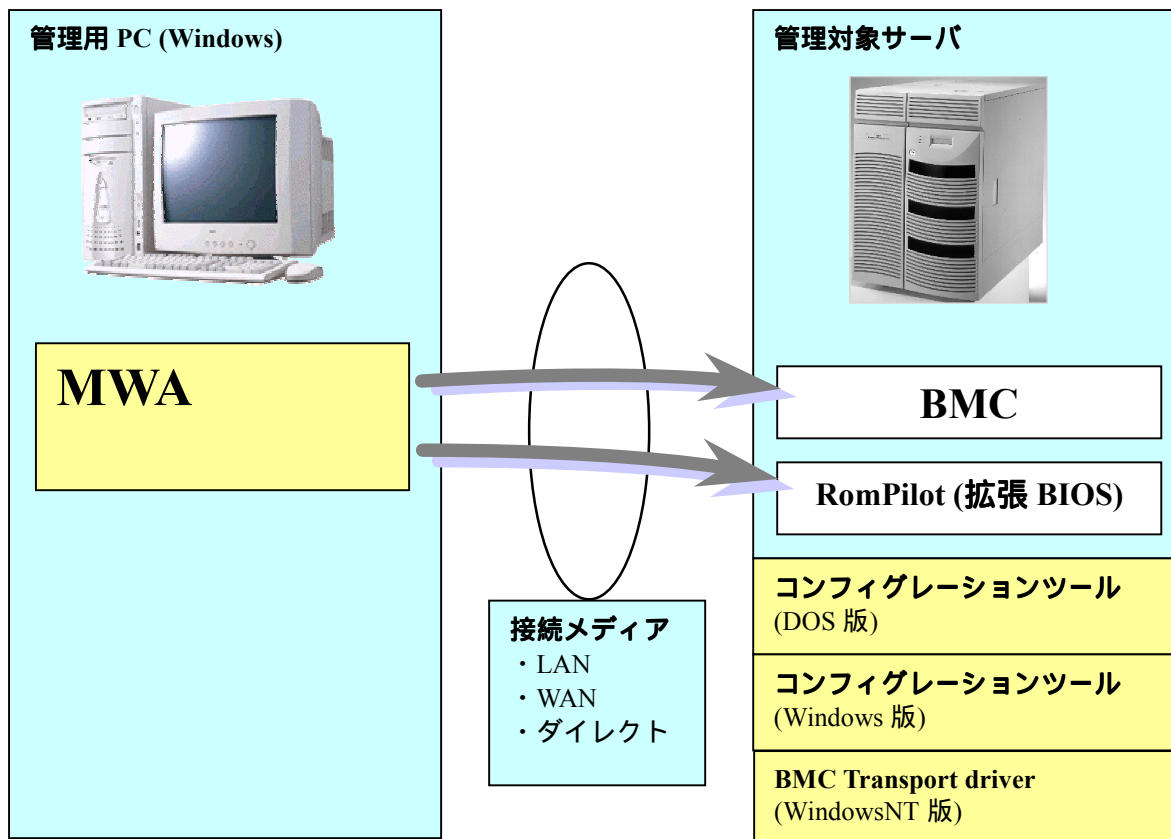 管理用 PC (Windows)
MWA
接続メディア
・LAN
・WAN
・ダイレクト
管理対象サーバ
BMC
RomPilot (拡張 BIOS)
コンフィグレーションツール
(DOS 版)
コンフィグレーションツール
(Windows 版)
BMC Transport driver
(WindowsNT 版)